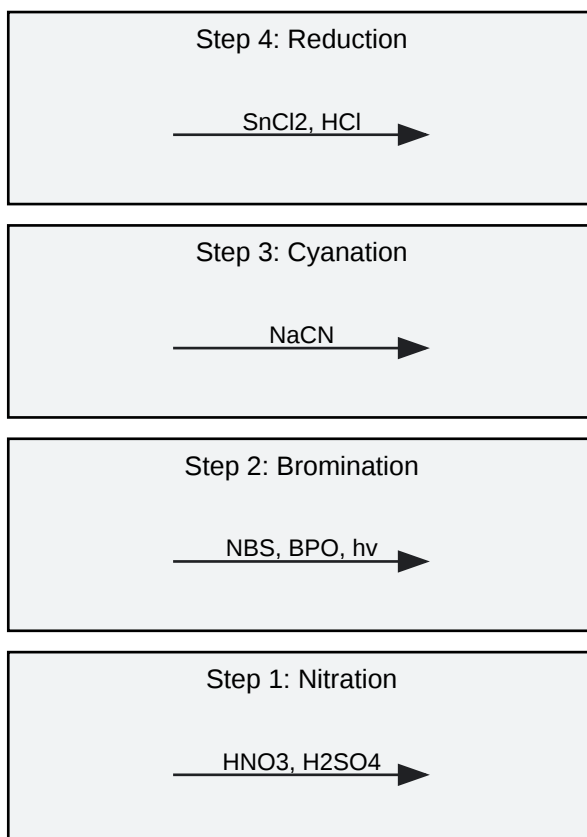 Step 4: Reduction
SnCl2, HCl
Step 3: Cyanation
NaCN
Step 2: Bromination
NBS, BPO, hv
Step 1: Nitration
HNO3, H2SO4